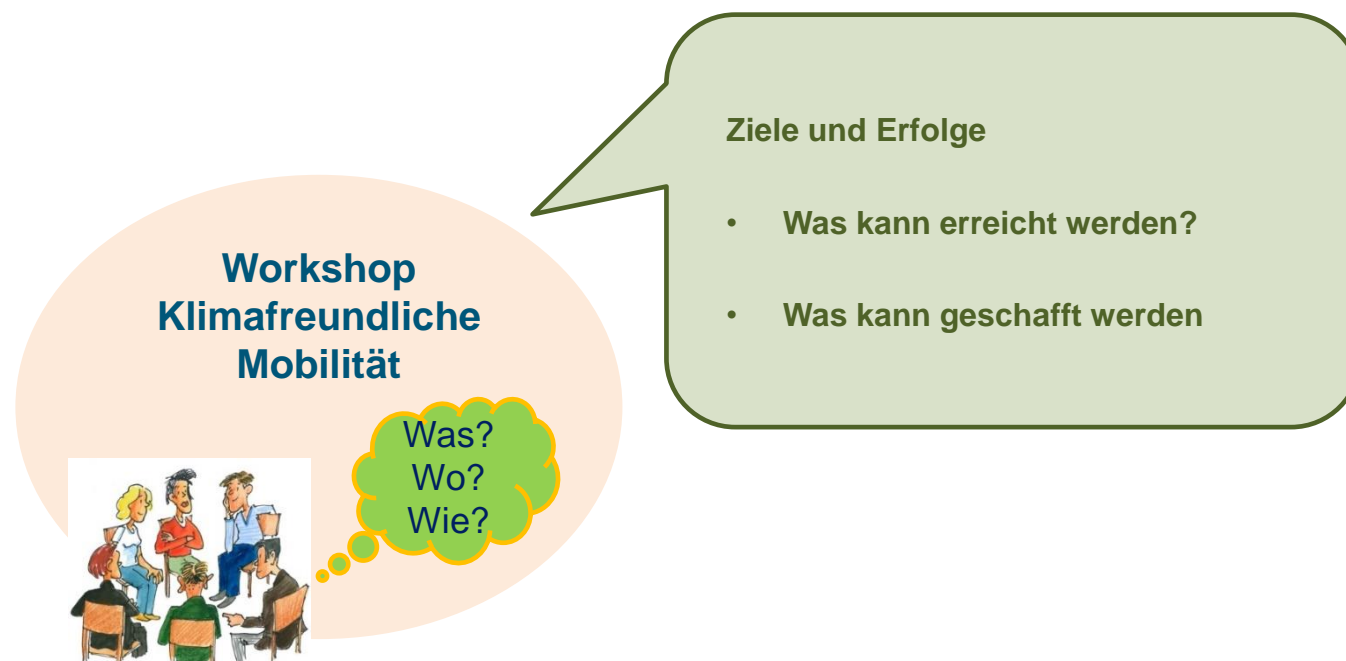 Workshop
Klimafreundliche
Mobilität
Was?
Wo?
Wie?
Ziele und Erfolge
• Was kann erreicht werden?
• Was kann geschafft werden